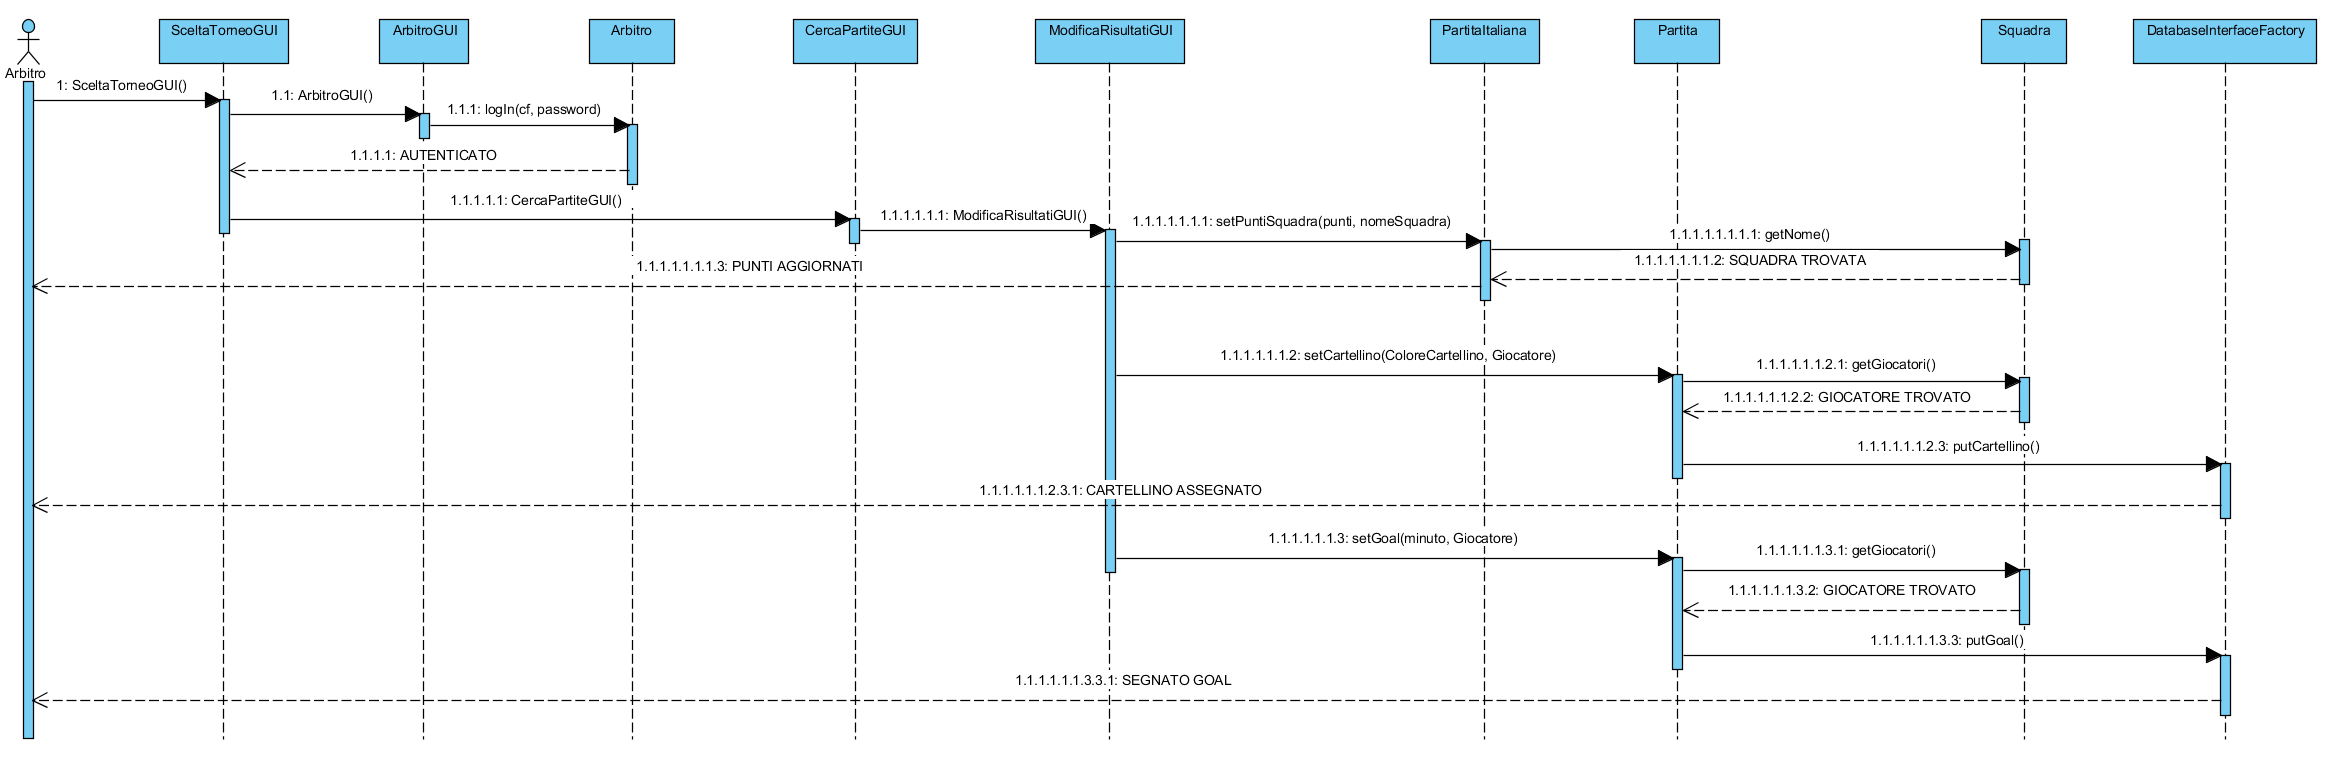 SceltaTorneoGUI
ArbitroGUI
Arbitro
CercaPartiteGUI
ModificaRisultatiGUI
PartitaItaliana
Partita
Squadra
DatabaseInterfaceFactory
Arbitro
1: SceltaTorneoGUI()
1.1: ArbitroGUI()
1.1.1: logIn(cf, password)
1.1.1.1: AUTENTICATO
1.1.1.1.1: CercaPartiteGUI()
1.1.1.1.1.1: ModificaRisultatiGUI()
1.1.1.1.1.1.1: setPuntiSquadra(punti, nomeSquadra)
1.1.1.1.1.1.1.1: getNome()
1.1.1.1.1.1.1.2: SQUADRA TROVATA
1.1.1.1.1.1.1.3: PUNTI AGGIORNATI
1.1.1.1.1.1.2: setCartellino(ColoreCartellino, Giocatore)
1.1.1.1.1.1.2.1: getGiocatori()
1.1.1.1.1.1.2.2: GIOCATORE TROVATO
1.1.1.1.1.1.2.3: putCartellino()
1.1.1.1.1.1.2.3.1: CARTELLINO ASSEGNATO
1.1.1.1.1.1.3: setGoal(minuto, Giocatore)
1.1.1.1.1.1.3.1: getGiocatori()
1.1.1.1.1.1.3.2: GIOCATORE TROVATO
1.1.1.1.1.1.3.3: putGoal()
1.1.1.1.1.1.3.3.1: SEGNATO GOAL